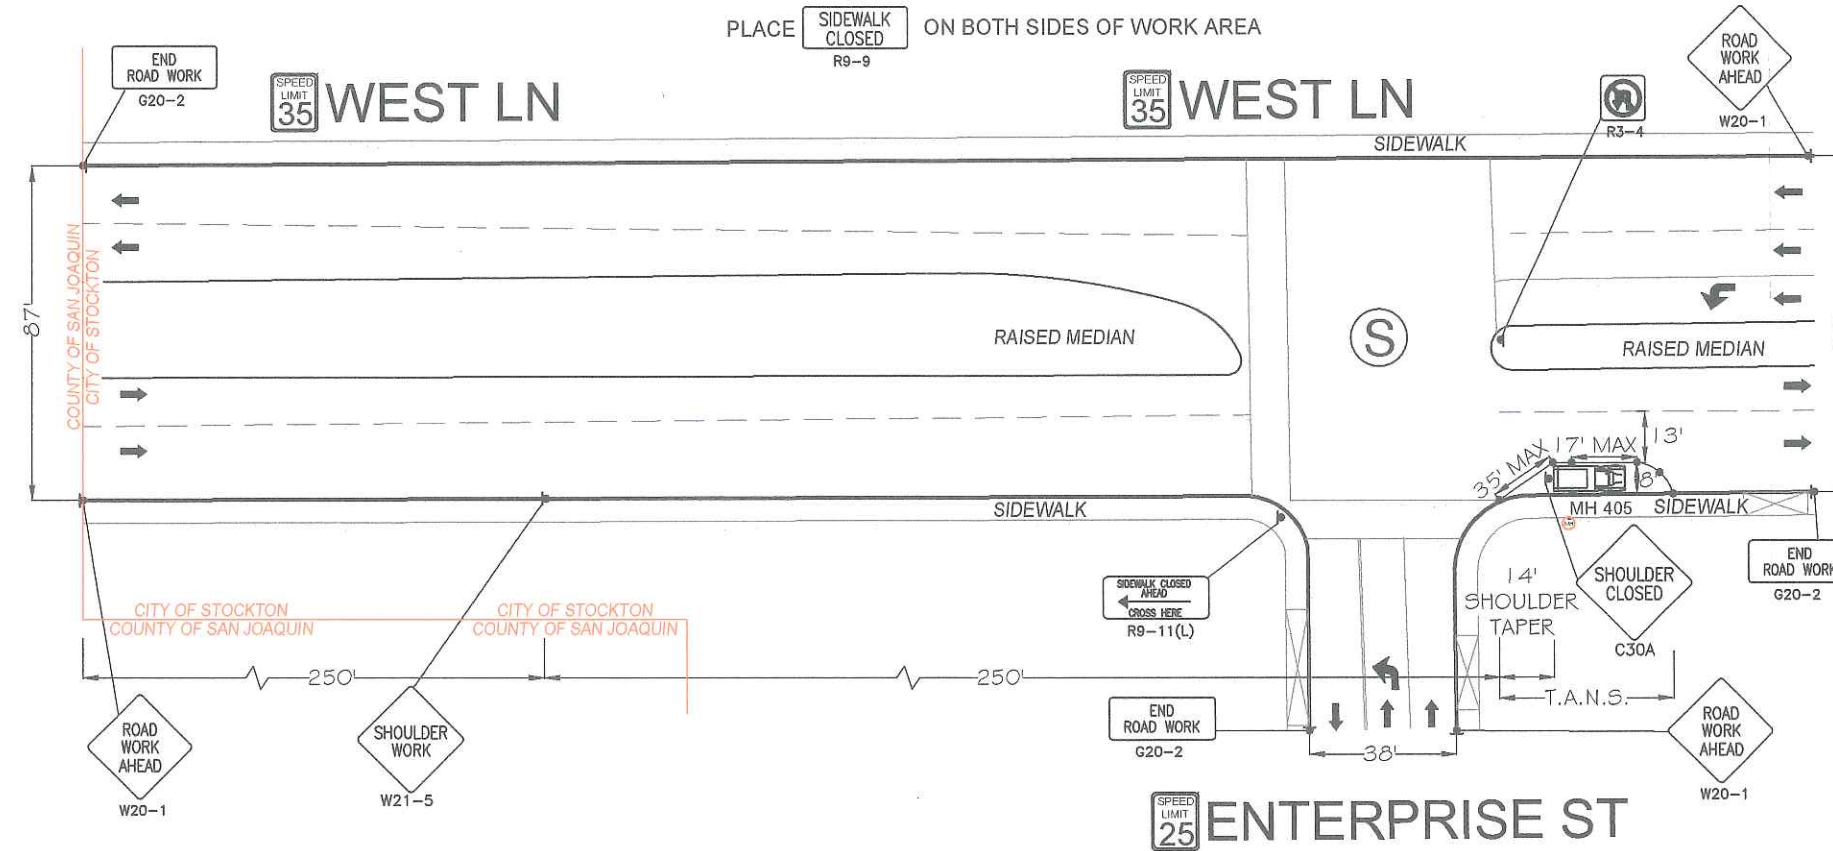 PLACE SIDEWALK CLOSED ON BOTH SIDES OF WORK AREA
R9-9
END
ROAD WORK
G20-2
SPEED
LIMIT
35
WEST LN
SPEED
LIMIT
35
WEST LN
R3-4
ROAD
WORK
AHEAD
W20-1
SIDEWALK
87'
COUNTY OF SAN JOAQUIN
CITY OF STOCKTON
RAISED MEDIAN
S
RAISED MEDIAN
35' MAX
17' MAX
13'
8'
SIDEWALK
MH 405
SIDEWALK
SIDEWALK CLOSED
AHEAD
CROSS HERE
R9-11(L)
14'
SHOULDER
TAPER
SHOULDER
CLOSED
C30A
END
ROAD WORK
G20-2
CITY OF STOCKTON
COUNTY OF SAN JOAQUIN
CITY OF STOCKTON
COUNTY OF SAN JOAQUIN
250'
250'
T.A.N.S.
ROAD
WORK
AHEAD
W20-1
SHOULDER
WORK
W21-5
END
ROAD WORK
G20-2
38'
ROAD
WORK
AHEAD
W20-1
SPEED
LIMIT
25
ENTERPRISE ST